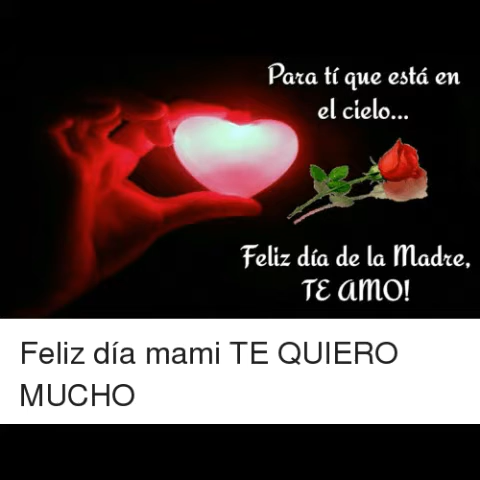 Para tí que está en
el cielo...
Feliz día de la Madre,
TE amo!
Feliz día mami TE QUIERO
MUCHO